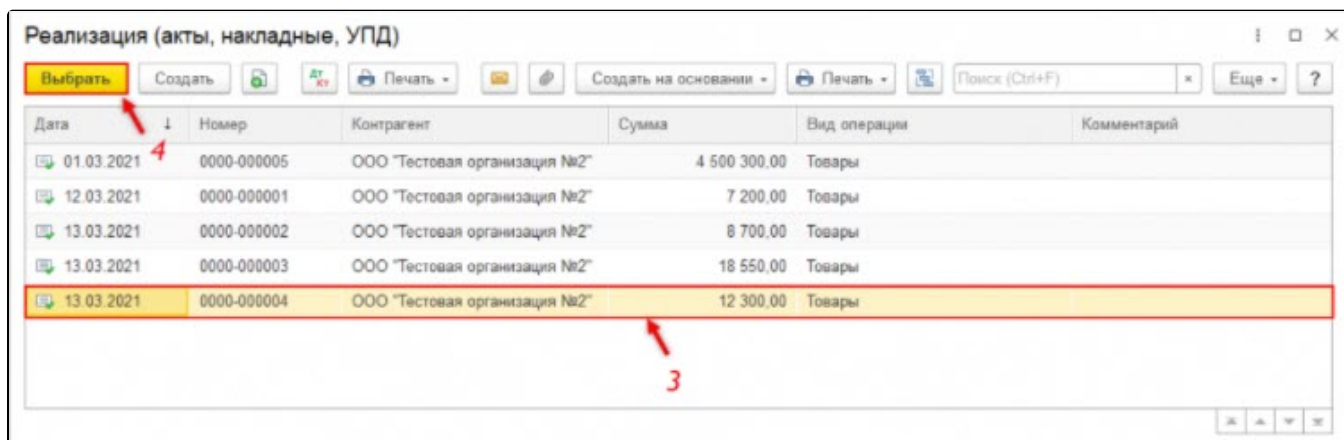 Реализация (акты, накладные, УПД)
Выбрать Создать Дт Кт Печать Создать на основании Печать Поиск (Ctrl+F) × Еще ?
Дата ↓ Номер Контрагент Сумма Вид операции Комментарий
4
01.03.2021 0000-000005 ООО "Тестовая организация №2" 4 500 300,00 Товары
12.03.2021 0000-000001 ООО "Тестовая организация №2" 7 200,00 Товары
13.03.2021 0000-000002 ООО "Тестовая организация №2" 8 700,00 Товары
13.03.2021 0000-000003 ООО "Тестовая организация №2" 18 550,00 Товары
13.03.2021 0000-000004 ООО "Тестовая организация №2" 12 300,00 Товары
3